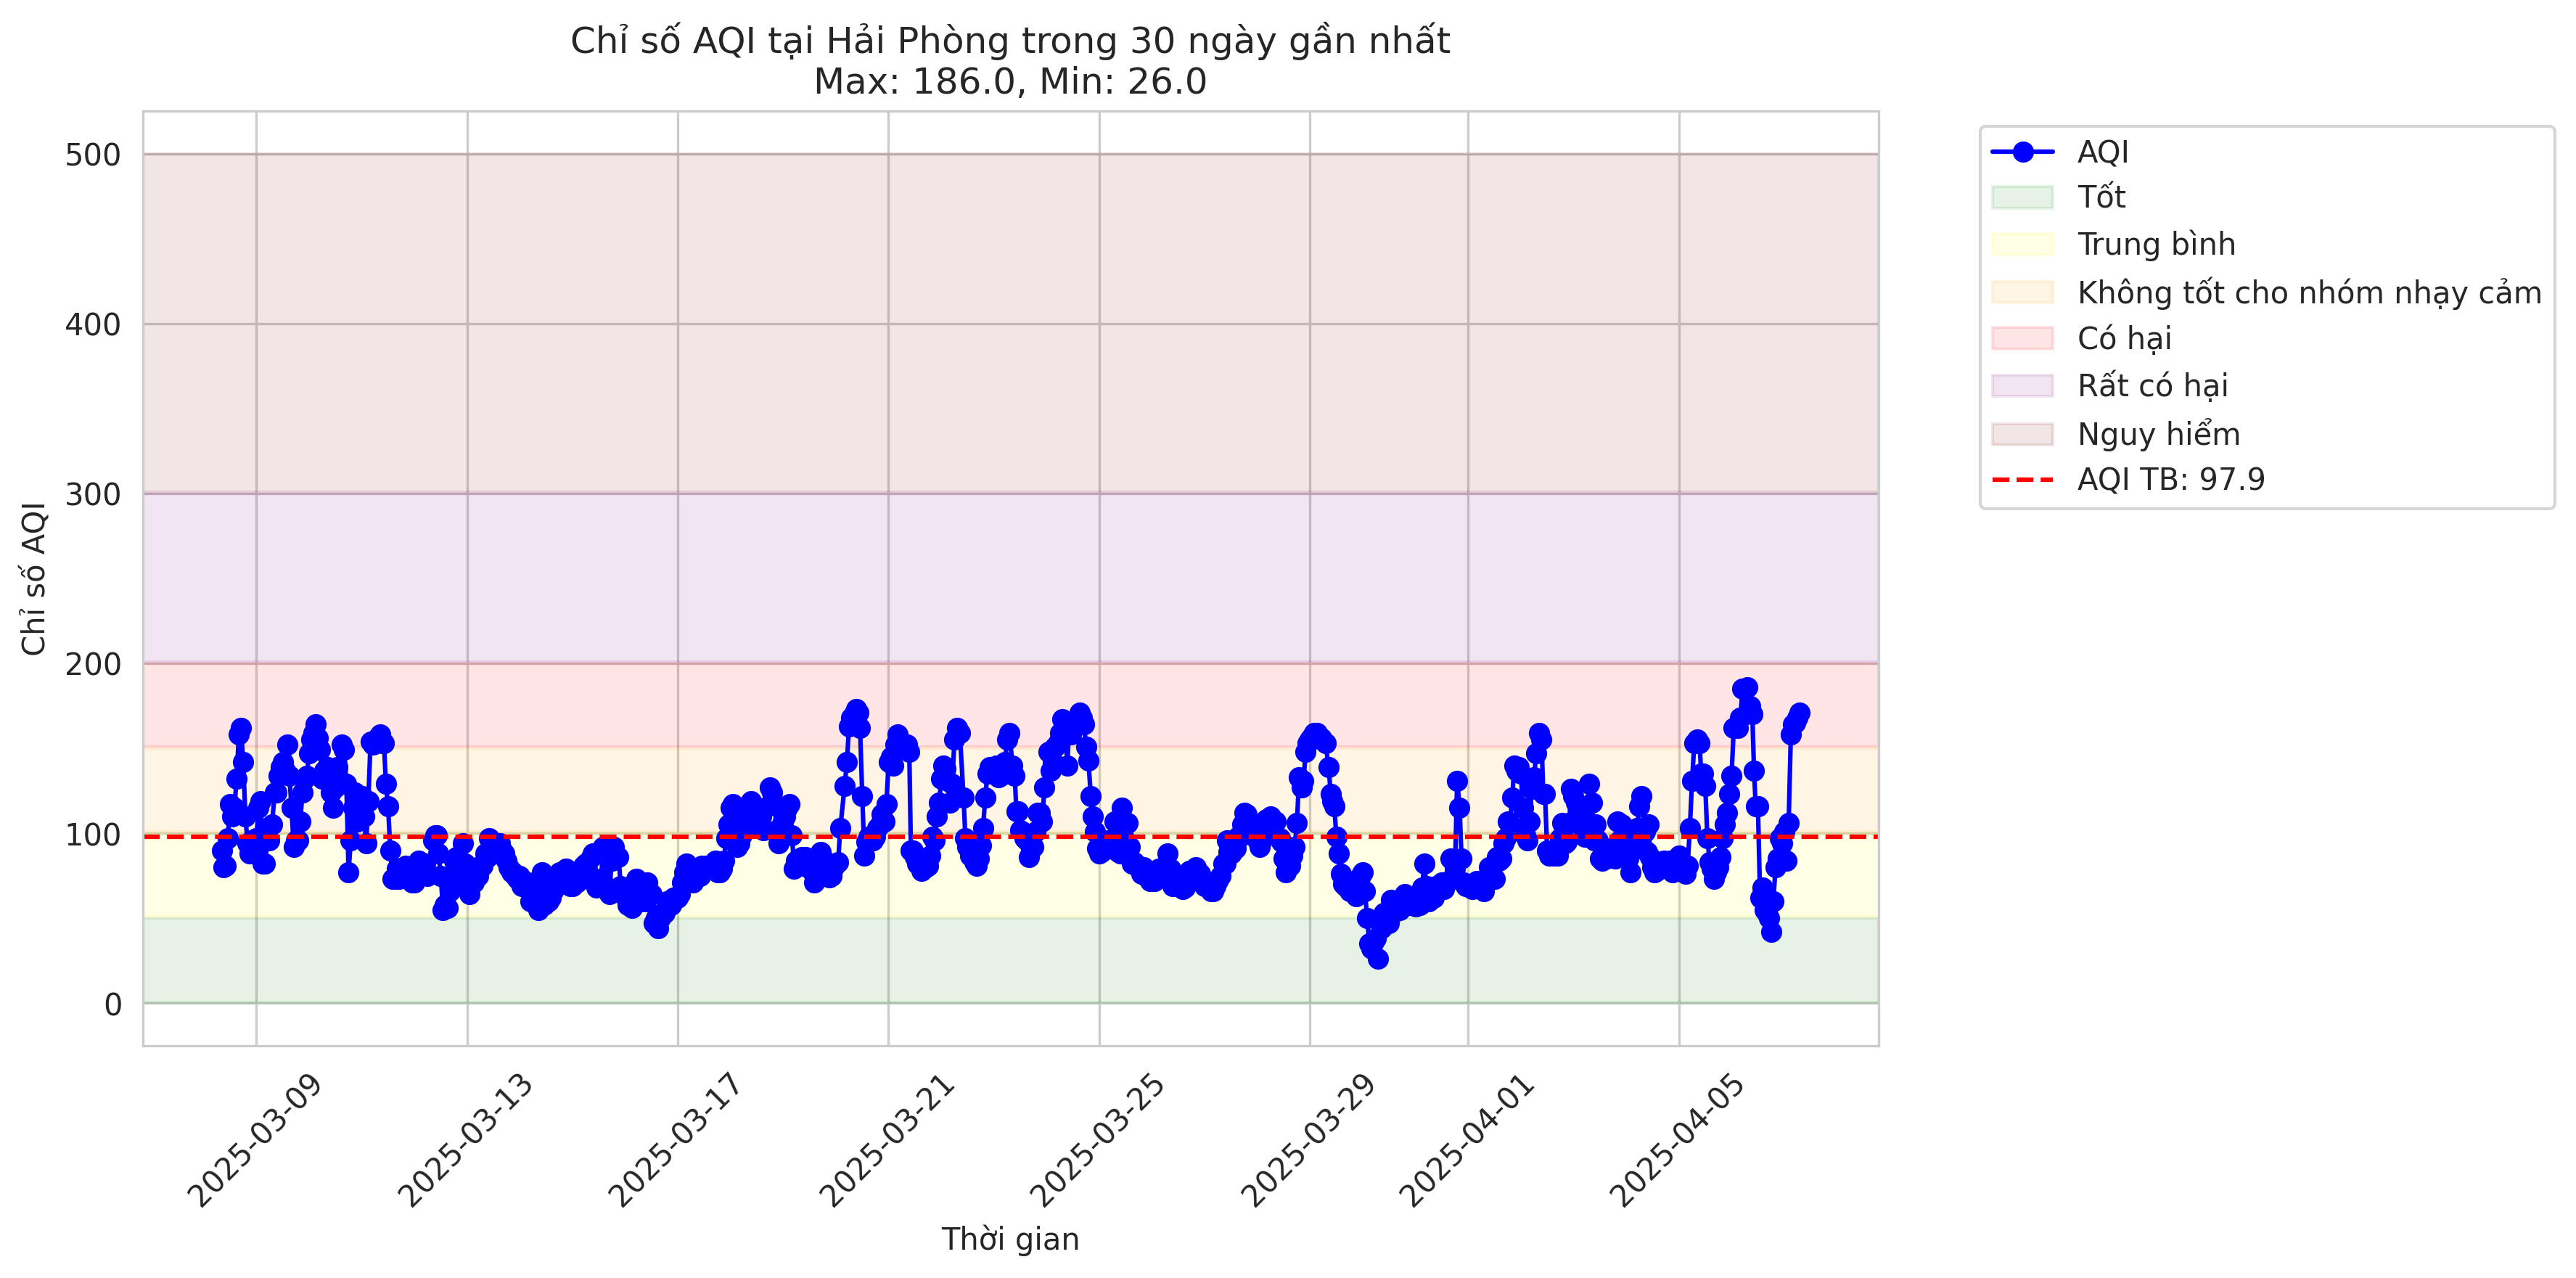 Chỉ số AQI tại Hải Phòng trong 30 ngày gần nhất
Max: 186.0, Min: 26.0
Chỉ số AQI
500
400
300
200
100
0
2025-03-09
2025-03-13
2025-03-17
2025-03-21
2025-03-25
2025-03-29
2025-04-01
2025-04-05
Thời gian
AQI
Tốt
Trung bình
Không tốt cho nhóm nhạy cảm
Có hại
Rất có hại
Nguy hiểm
AQI TB: 97.9